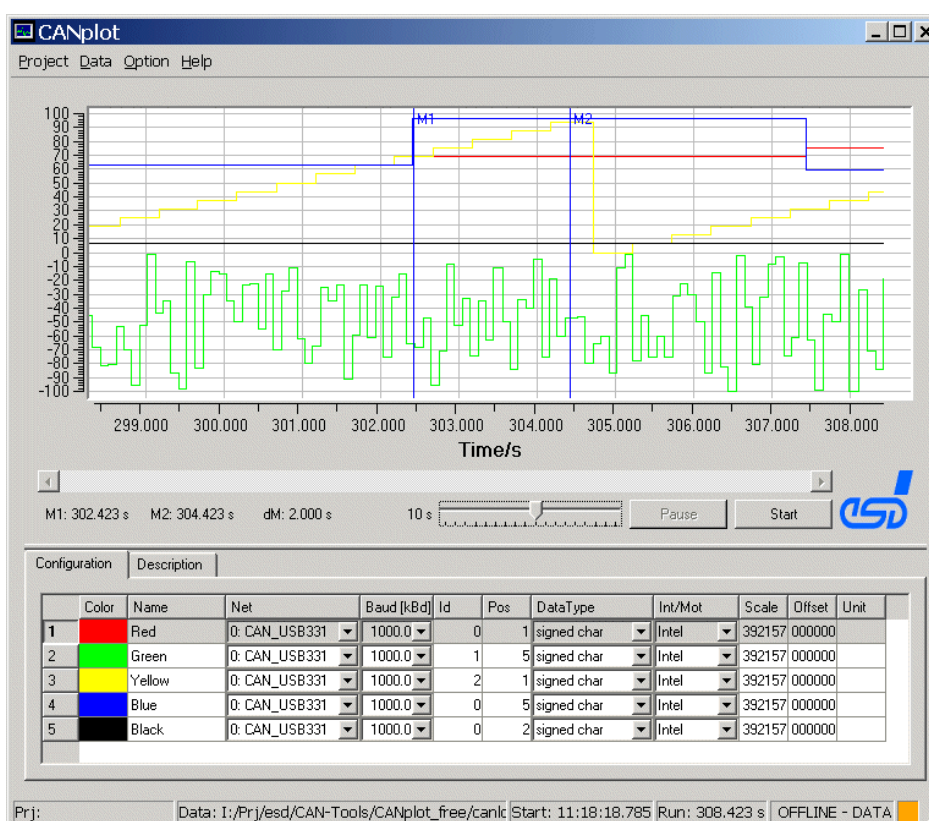 CANplot
Project Data Option Help
100
90
80
70
60
50
40
30
20
10
0
-10
-20
-30
-40
-50
-60
-70
-80
-90
-100
M1 M2
299.000 300.000 301.000 302.000 303.000 304.000 305.000 306.000 307.000 308.000
Time/s
M1: 302.423 s M2: 304.423 s dM: 2.000 s 10 s Pause Start esd
Configuration Description
Color Name Net Baud [kBd] Id Pos DataType Int/Mot Scale Offset Unit
1 Red 0: CAN_USB331 1000.0 0 1 signed char Intel 392157 000000
2 Green 0: CAN_USB331 1000.0 1 5 signed char Intel 392157 000000
3 Yellow 0: CAN_USB331 1000.0 2 1 signed char Intel 392157 000000
4 Blue 0: CAN_USB331 1000.0 0 5 signed char Intel 392157 000000
5 Black 0: CAN_USB331 1000.0 0 2 signed char Intel 392157 000000
Prj: Data: I:/Prj/esd/CAN-Tools/CANplot_free/canlc Start: 11:18:18.785 Run: 308.423 s OFFLINE - DATA